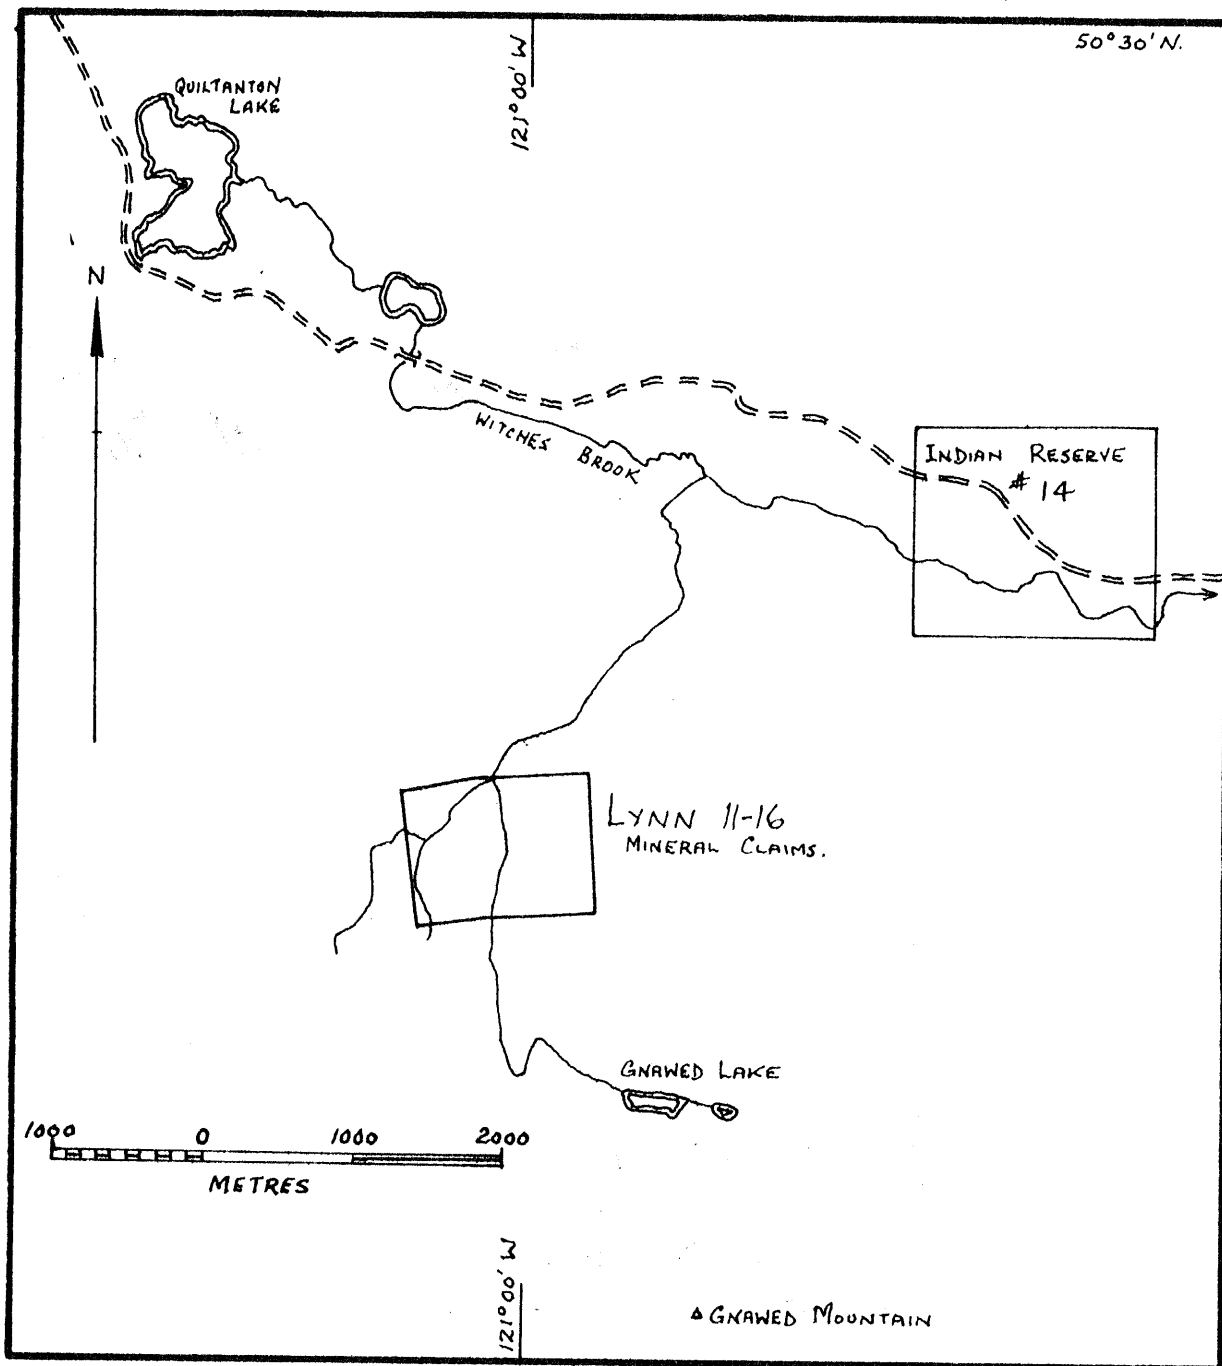 50°30' N.
121°00' W
QUILTANTON
LAKE
N
WITCHES BROOK
INDIAN RESERVE
# 14
LYNN 11-16
MINERAL CLAIMS.
GNAWED LAKE
1000 0 1000 2000
METRES
121°00' W
GNAWED MOUNTAIN